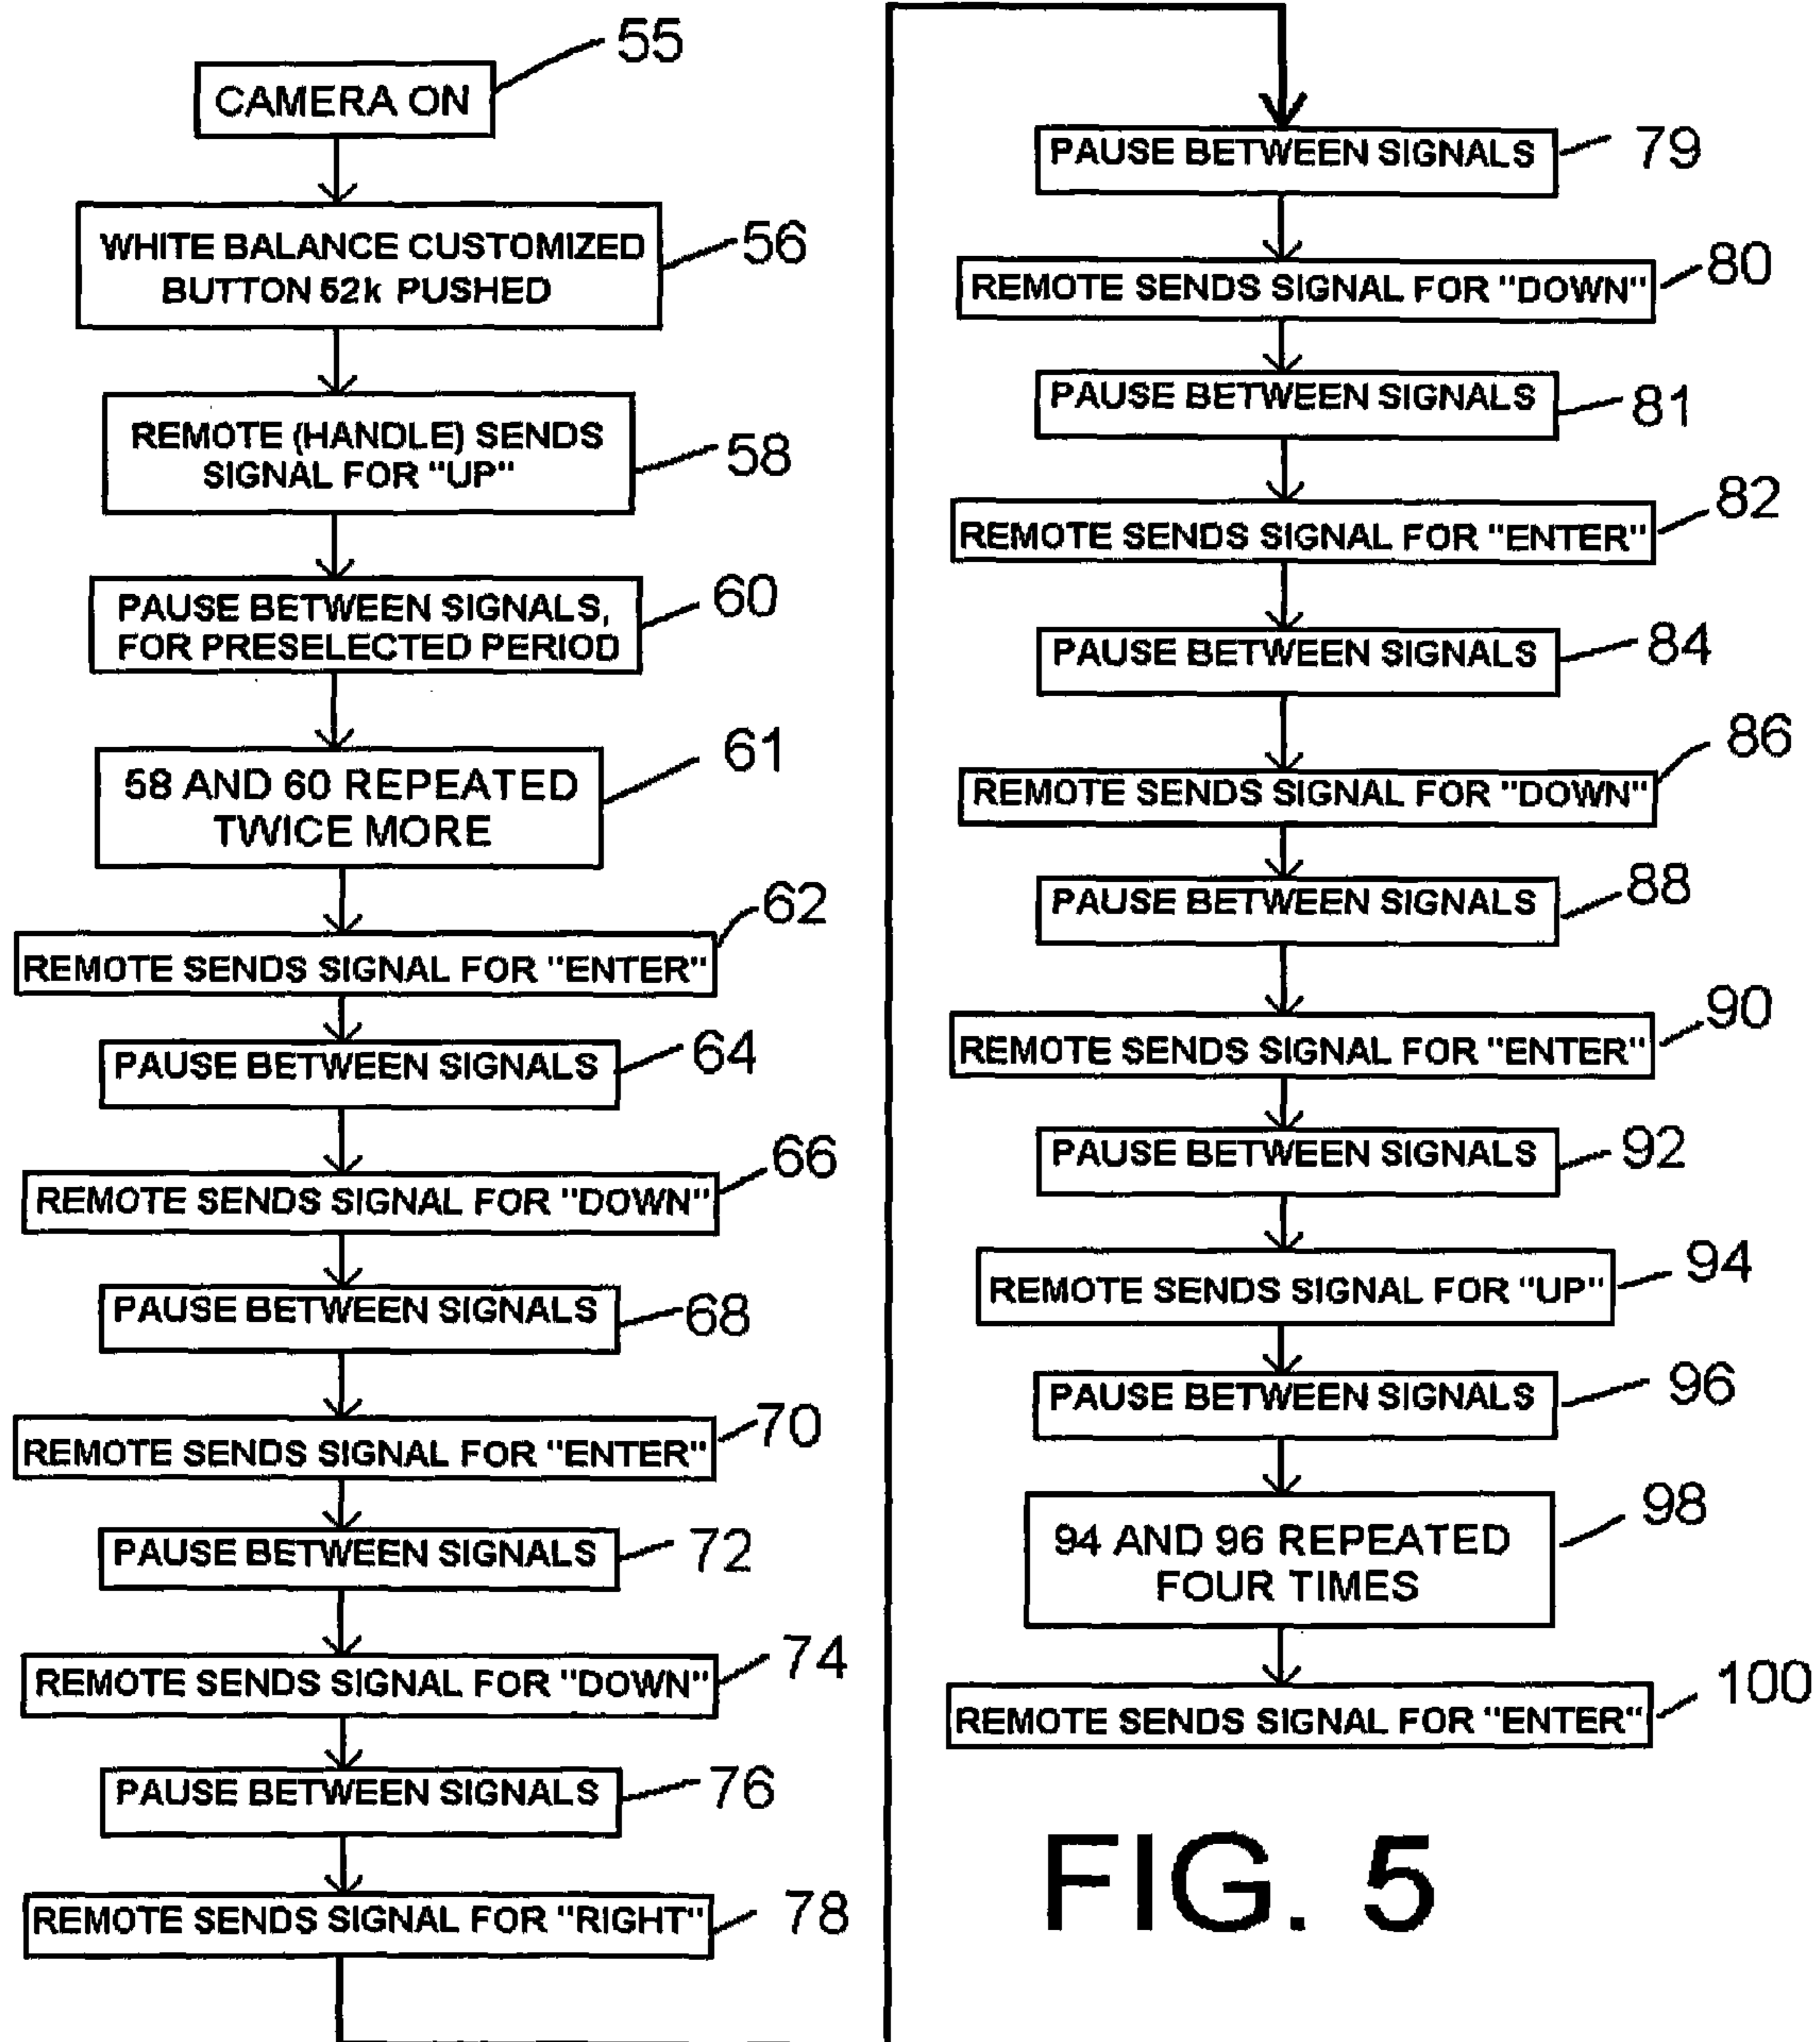 55
CAMERA ON
WHITE BALANCE CUSTOMIZED
BUTTON 52k PUSHED
56
REMOTE (HANDLE) SENDS
SIGNAL FOR "UP"
58
PAUSE BETWEEN SIGNALS,
FOR PRESELECTED PERIOD
60
58 AND 60 REPEATED
TWICE MORE
61
REMOTE SENDS SIGNAL FOR "ENTER"
62
PAUSE BETWEEN SIGNALS
64
REMOTE SENDS SIGNAL FOR "DOWN"
66
PAUSE BETWEEN SIGNALS
68
REMOTE SENDS SIGNAL FOR "ENTER"
70
PAUSE BETWEEN SIGNALS
72
REMOTE SENDS SIGNAL FOR "DOWN"
74
PAUSE BETWEEN SIGNALS
76
REMOTE SENDS SIGNAL FOR "RIGHT"
78
PAUSE BETWEEN SIGNALS
79
REMOTE SENDS SIGNAL FOR "DOWN"
80
PAUSE BETWEEN SIGNALS
81
REMOTE SENDS SIGNAL FOR "ENTER"
82
PAUSE BETWEEN SIGNALS
84
REMOTE SENDS SIGNAL FOR "DOWN"
86
PAUSE BETWEEN SIGNALS
88
REMOTE SENDS SIGNAL FOR "ENTER"
90
PAUSE BETWEEN SIGNALS
92
REMOTE SENDS SIGNAL FOR "UP"
94
PAUSE BETWEEN SIGNALS
96
94 AND 96 REPEATED
FOUR TIMES
98
REMOTE SENDS SIGNAL FOR "ENTER"
100
FIG. 5